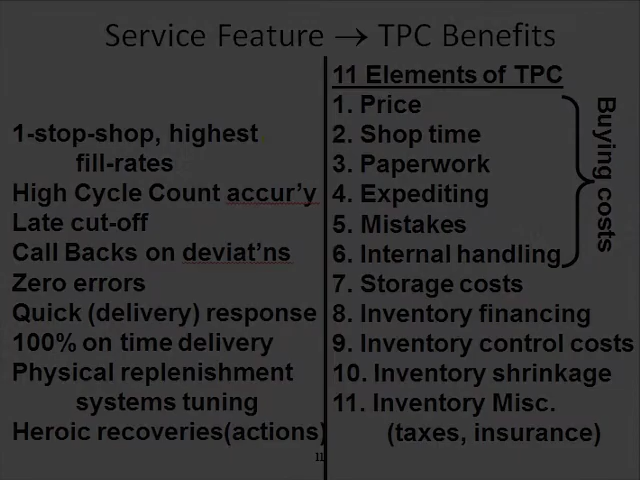 Service Feature → TPC Benefits
1-stop-shop, highest
fill-rates
High Cycle Count accur’y
Late cut-off
Call Backs on deviat’ns
Zero errors
Quick (delivery) response
100% on time delivery
Physical replenishment
systems tuning
Heroic recoveries(actions)
11 Elements of TPC
1. Price
2. Shop time
3. Paperwork
4. Expediting
5. Mistakes
6. Internal handling
7. Storage costs
8. Inventory financing
9. Inventory control costs
10. Inventory shrinkage
11. Inventory Misc.
(taxes, insurance)
Buying costs
11